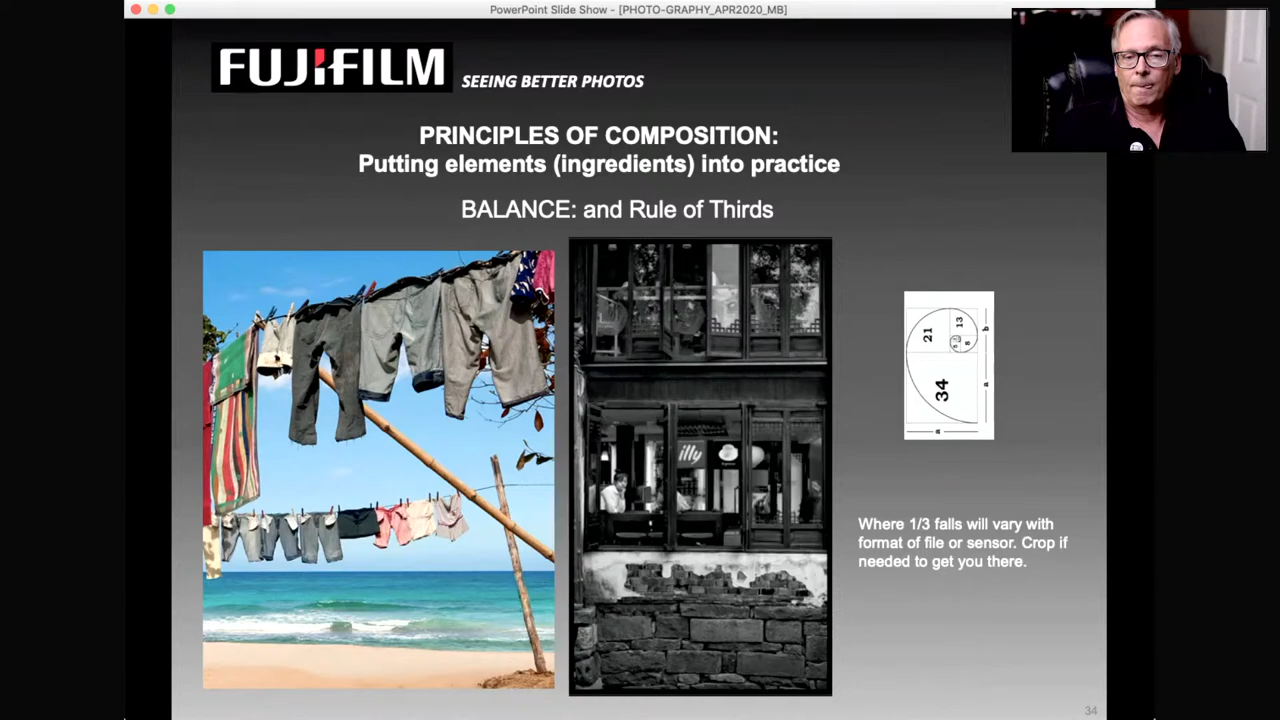 PowerPoint Slide Show - [PHOTO-GRAPHY_APR2020_MB]
FUJIFILM
SEEING BETTER PHOTOS
PRINCIPLES OF COMPOSITION:
Putting elements (ingredients) into practice
BALANCE: and Rule of Thirds
illy
21
13
b
8
34
a
a
Where 1/3 falls will vary with
format of file or sensor. Crop if
needed to get you there.
34